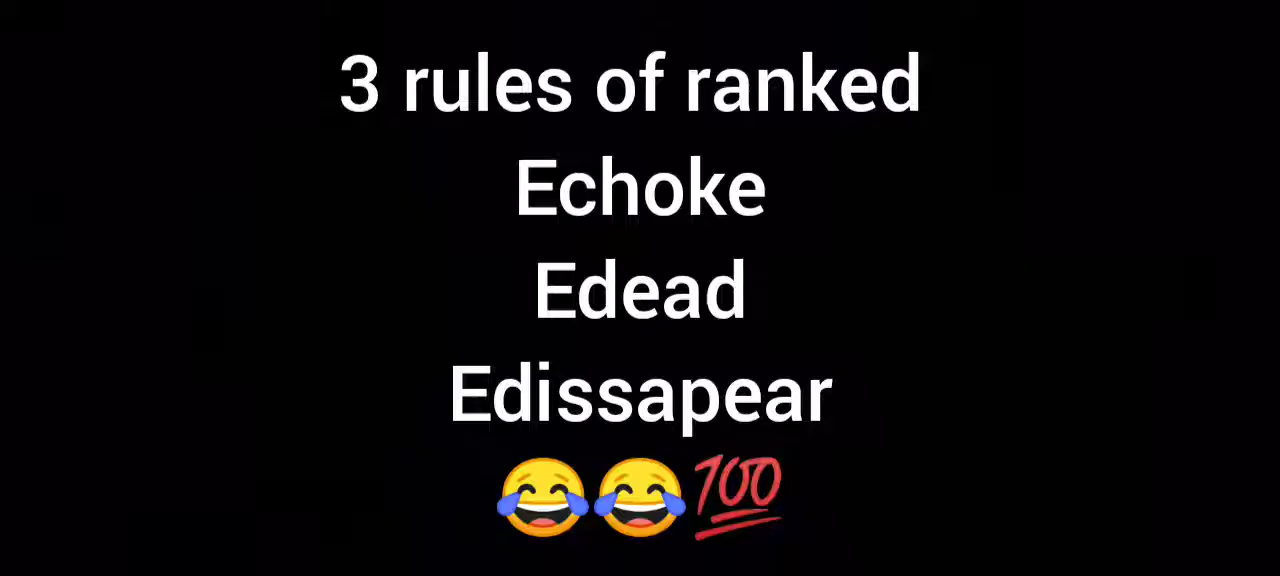 3 rules of ranked
Echoke
Edead
Edissapear
😂😂💯